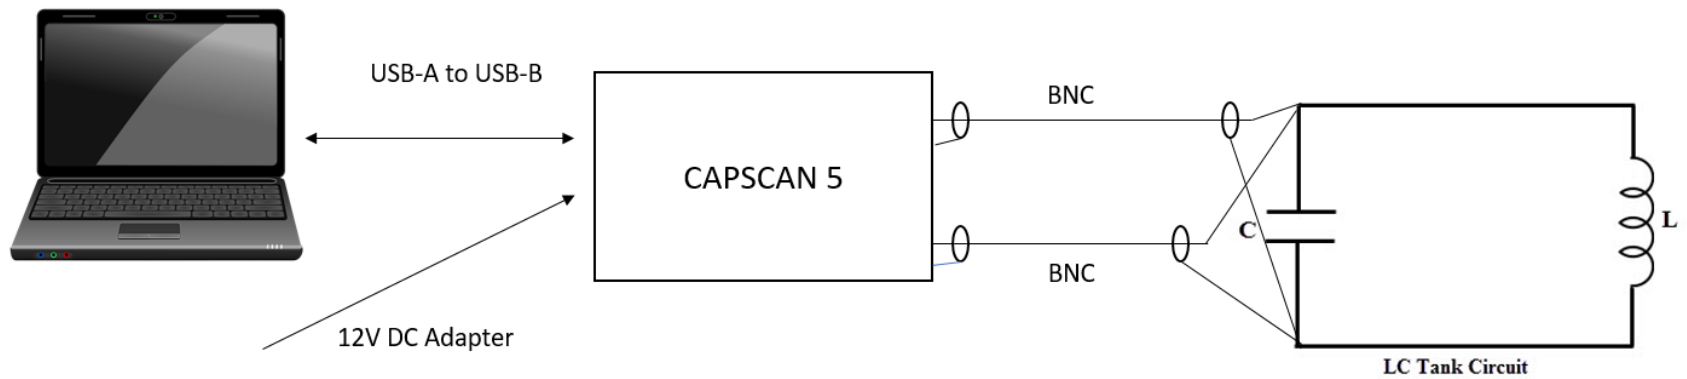 USB-A to USB-B
BNC
CAPSCAN 5
C
L
BNC
12V DC Adapter
LC Tank Circuit